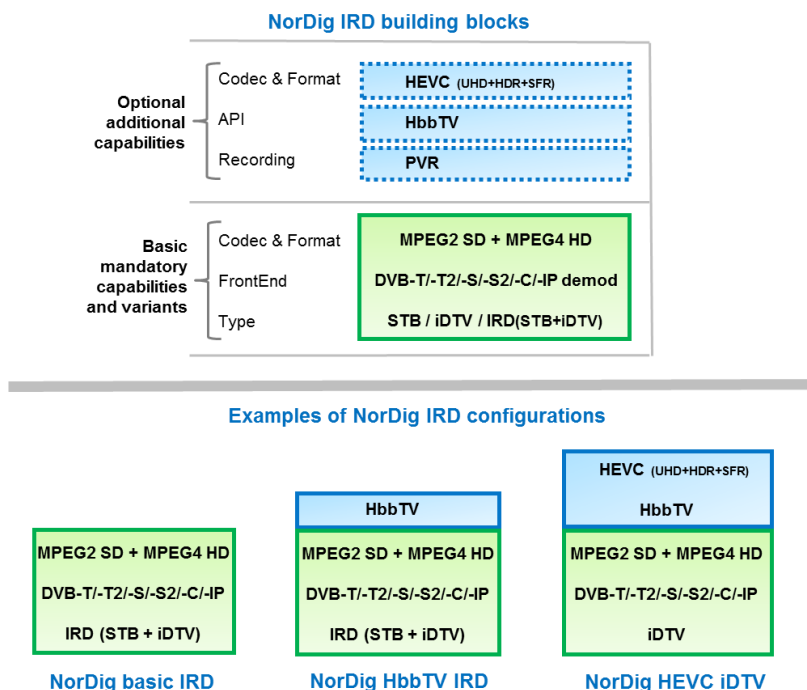 NorDig IRD building blocks
Optional
additional
capabilities
Codec & Format
HEVC (UHD+HDR+SFR)
API
HbbTV
Recording
PVR
Basic
mandatory
capabilities
and variants
Codec & Format
MPEG2 SD + MPEG4 HD
FrontEnd
DVB-T/-T2/-S/-S2/-C/-IP demod
Type
STB / iDTV / IRD(STB+iDTV)
Examples of NorDig IRD configurations
MPEG2 SD + MPEG4 HD
DVB-T/-T2/-S/-S2/-C/-IP
IRD (STB + iDTV)
NorDig basic IRD
HbbTV
MPEG2 SD + MPEG4 HD
DVB-T/-T2/-S/-S2/-C/-IP
IRD (STB + iDTV)
NorDig HbbTV IRD
HEVC (UHD+HDR+SFR)
HbbTV
MPEG2 SD + MPEG4 HD
DVB-T/-T2/-S/-S2/-C/-IP
iDTV
NorDig HEVC iDTV